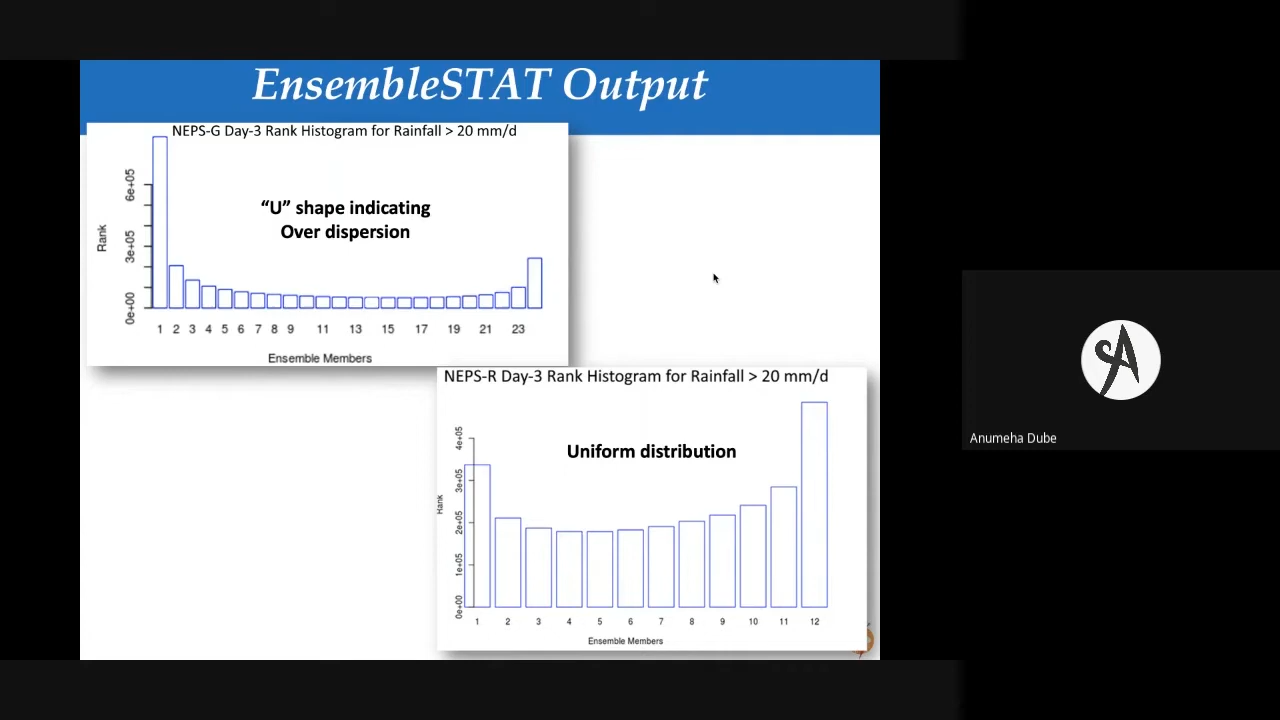 EnsembleSTAT Output
NEPS-G Day-3 Rank Histogram for Rainfall > 20 mm/d
“U” shape indicating
Over dispersion
Rank
6e+05
3e+05
0e+00
1 2 3 4 5 6 7 8 9 11 13 15 17 19 21 23
Ensemble Members
NEPS-R Day-3 Rank Histogram for Rainfall > 20 mm/d
Uniform distribution
Rank
4e+05
3e+05
2e+05
1e+05
0e+00
1 2 3 4 5 6 7 8 9 10 11 12
Ensemble Members
Anumeha Dube